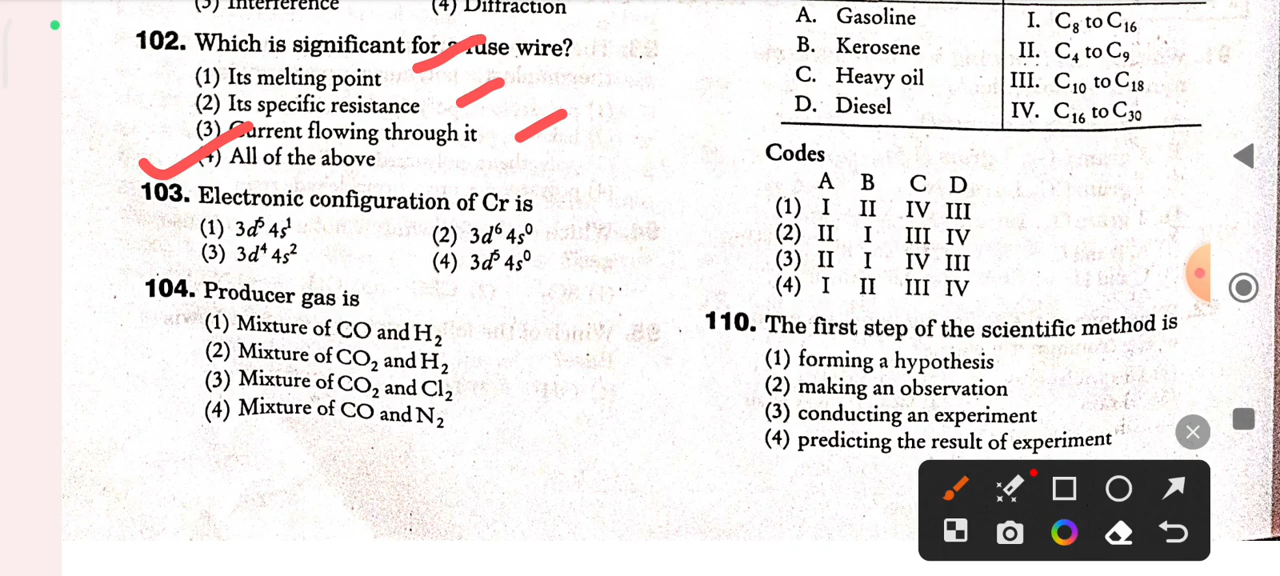 (3) Interference (4) Diffraction
102. Which is significant for a fuse wire?
(1) Its melting point
(2) Its specific resistance
(3) Current flowing through it
(4) All of the above
103. Electronic configuration of Cr is
(1) 3d⁵ 4s¹ (2) 3d⁶ 4s⁰
(3) 3d⁴ 4s² (4) 3d⁵ 4s⁰
104. Producer gas is
(1) Mixture of CO and H₂
(2) Mixture of CO₂ and H₂
(3) Mixture of CO₂ and Cl₂
(4) Mixture of CO and N₂
A. Gasoline I. C₈ to C₁₆
B. Kerosene II. C₄ to C₉
C. Heavy oil III. C₁₀ to C₁₈
D. Diesel IV. C₁₆ to C₃₀
Codes
A B C D
(1) I II IV III
(2) II I III IV
(3) II I IV III
(4) I II III IV
110. The first step of the scientific method is
(1) forming a hypothesis
(2) making an observation
(3) conducting an experiment
(4) predicting the result of experiment